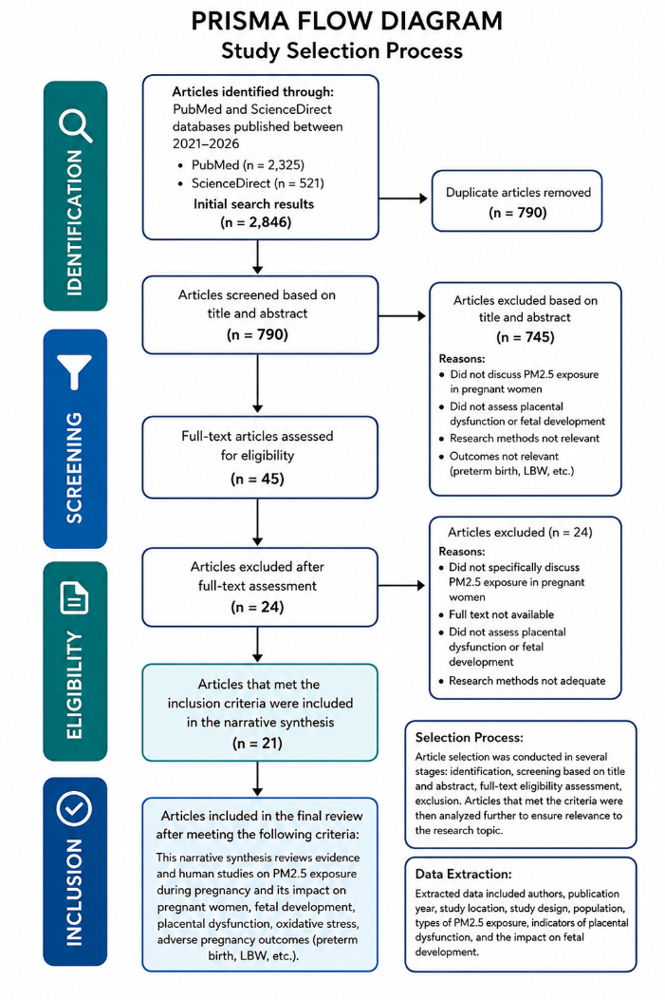 PRISMA FLOW DIAGRAM
Study Selection Process
IDENTIFICATION
Articles identified through:
PubMed and ScienceDirect
databases published between
2021–2026
• PubMed (n = 2,325)
• ScienceDirect (n = 521)
Initial search results
(n = 2,846)
Duplicate articles removed
(n = 790)
Articles screened based on
title and abstract
(n = 790)
Articles excluded based on
title and abstract
(n = 745)
Reasons:
• Did not discuss PM2.5 exposure
in pregnant women
• Did not assess placental
dysfunction or fetal development
• Research methods not relevant
• Outcomes not relevant
(preterm birth, LBW, etc.)
SCREENING
Full-text articles assessed
for eligibility
(n = 45)
Articles excluded after
full-text assessment
(n = 24)
Articles excluded (n = 24)
Reasons:
• Did not specifically discuss
PM2.5 exposure in pregnant
women
• Full text not available
• Did not assess placental
dysfunction or fetal
development
• Research methods not adequate
ELIGIBILITY
Articles that met the
inclusion criteria were included
in the narrative synthesis
(n = 21)
INCLUSION
Articles included in the final review
after meeting the following criteria:
This narrative synthesis reviews evidence
and human studies on PM2.5 exposure
during pregnancy and its impact on
pregnant women, fetal development,
placental dysfunction, oxidative stress,
adverse pregnancy outcomes (preterm
birth, LBW, etc.).
Selection Process:
Article selection was conducted in several
stages: identification, screening based on title
and abstract, full-text eligibility assessment,
exclusion. Articles that met the criteria were
then analyzed further to ensure relevance to
the research topic.
Data Extraction:
Extracted data included authors, publication
year, study location, study design, population,
types of PM2.5 exposure, indicators of placental
dysfunction, and the impact on fetal
development.